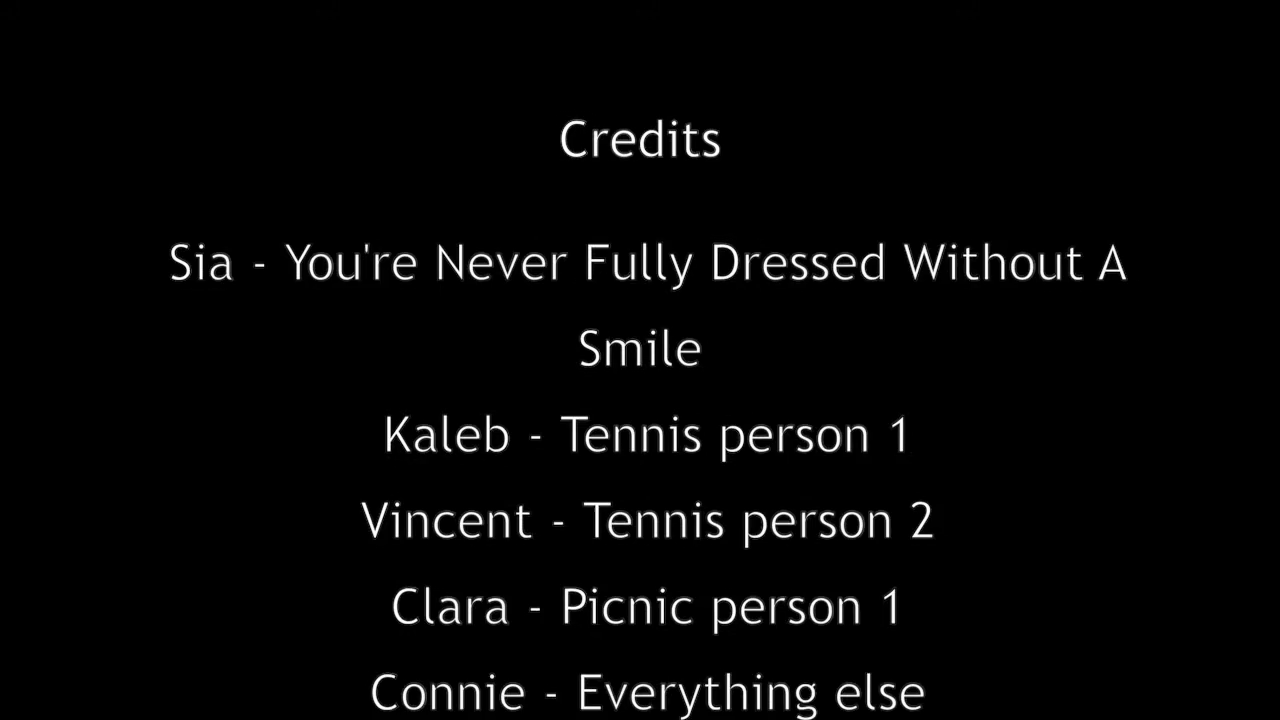 Credits
Sia - You're Never Fully Dressed Without A
Smile
Kaleb - Tennis person 1
Vincent - Tennis person 2
Clara - Picnic person 1
Connie - Everything else